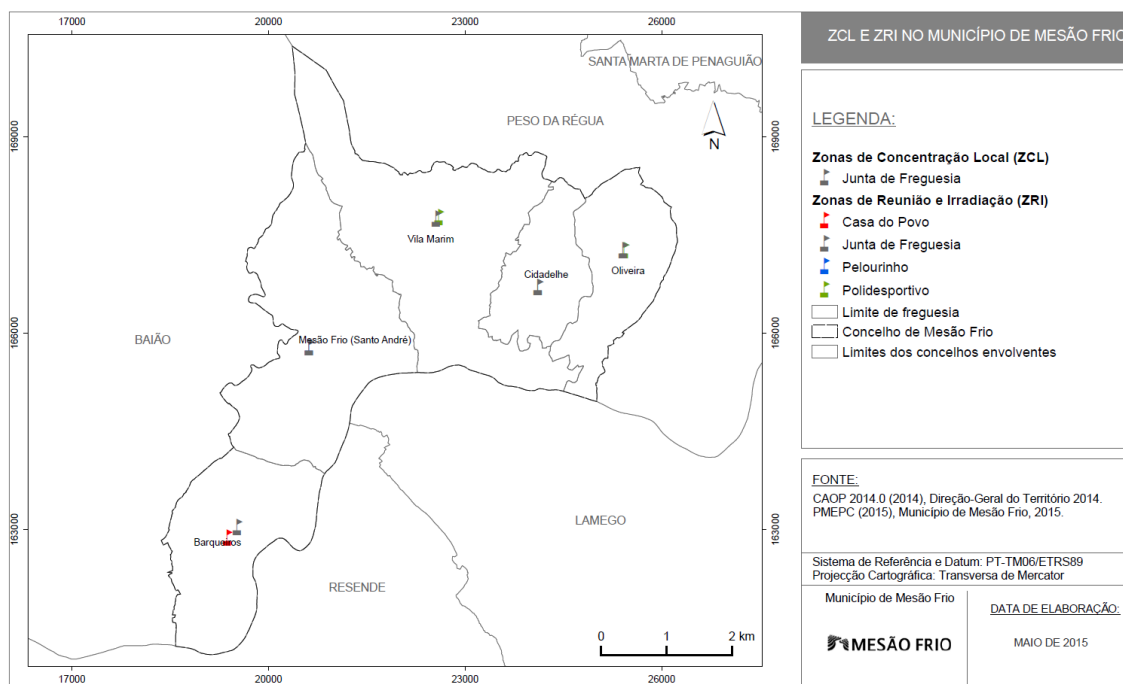 17000 20000 23000 26000
ZCL E ZRI NO MUNICÍPIO DE MESÃO FRIO
SANTA MARTA DE PENAGUIÃO
PESO DA RÉGUA
N
169000 169000
Vila Marim
Cidadelhe
Oliveira
BAIÃO
Mesão Frio (Santo André)
166000 166000
LAMEGO
163000 163000
Barqueiros
RESENDE
0 1 2 km
17000 20000 23000 26000
LEGENDA:
Zonas de Concentração Local (ZCL)
Junta de Freguesia
Zonas de Reunião e Irradiação (ZRI)
Casa do Povo
Junta de Freguesia
Pelourinho
Polidesportivo
Limite de freguesia
Concelho de Mesão Frio
Limites dos concelhos envolventes
FONTE:
CAOP 2014.0 (2014), Direção-Geral do Território 2014.
PMEPC (2015), Município de Mesão Frio, 2015.
Sistema de Referência e Datum: PT-TM06/ETRS89
Projecção Cartográfica: Transversa de Mercator
Município de Mesão Frio
MESÃO FRIO
DATA DE ELABORAÇÃO:
MAIO DE 2015